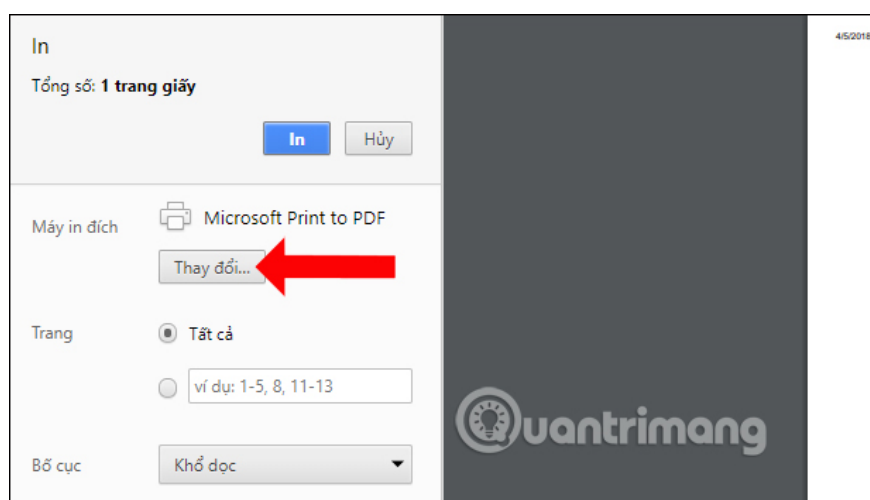 In
Tổng số: 1 trang giấy
In Hủy
Máy in đích Microsoft Print to PDF
Thay đổi...
Trang Tất cả
ví dụ: 1-5, 8, 11-13
Bố cục Khổ dọc
4/5/2018
Quantrimang